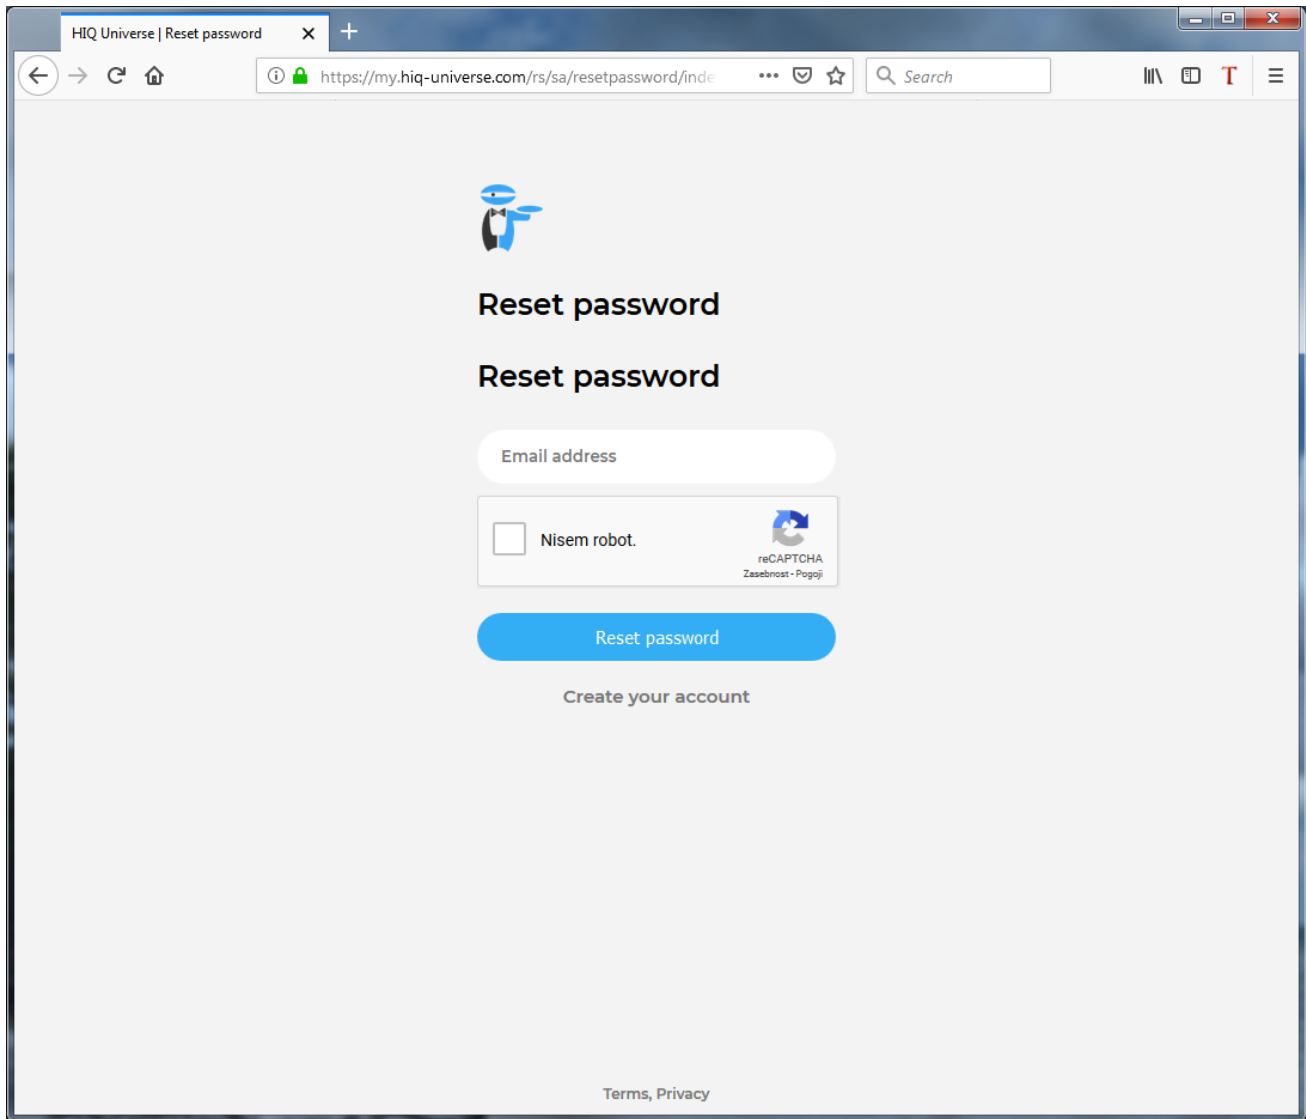 HIQ Universe | Reset password
https://my.hiq-universe.com/rs/sa/resetpassword/inde
Search
T
Reset password
Reset password
Email address
Nisem robot.
reCAPTCHA
Zasebnost - Pogoji
Reset password
Create your account
Terms, Privacy